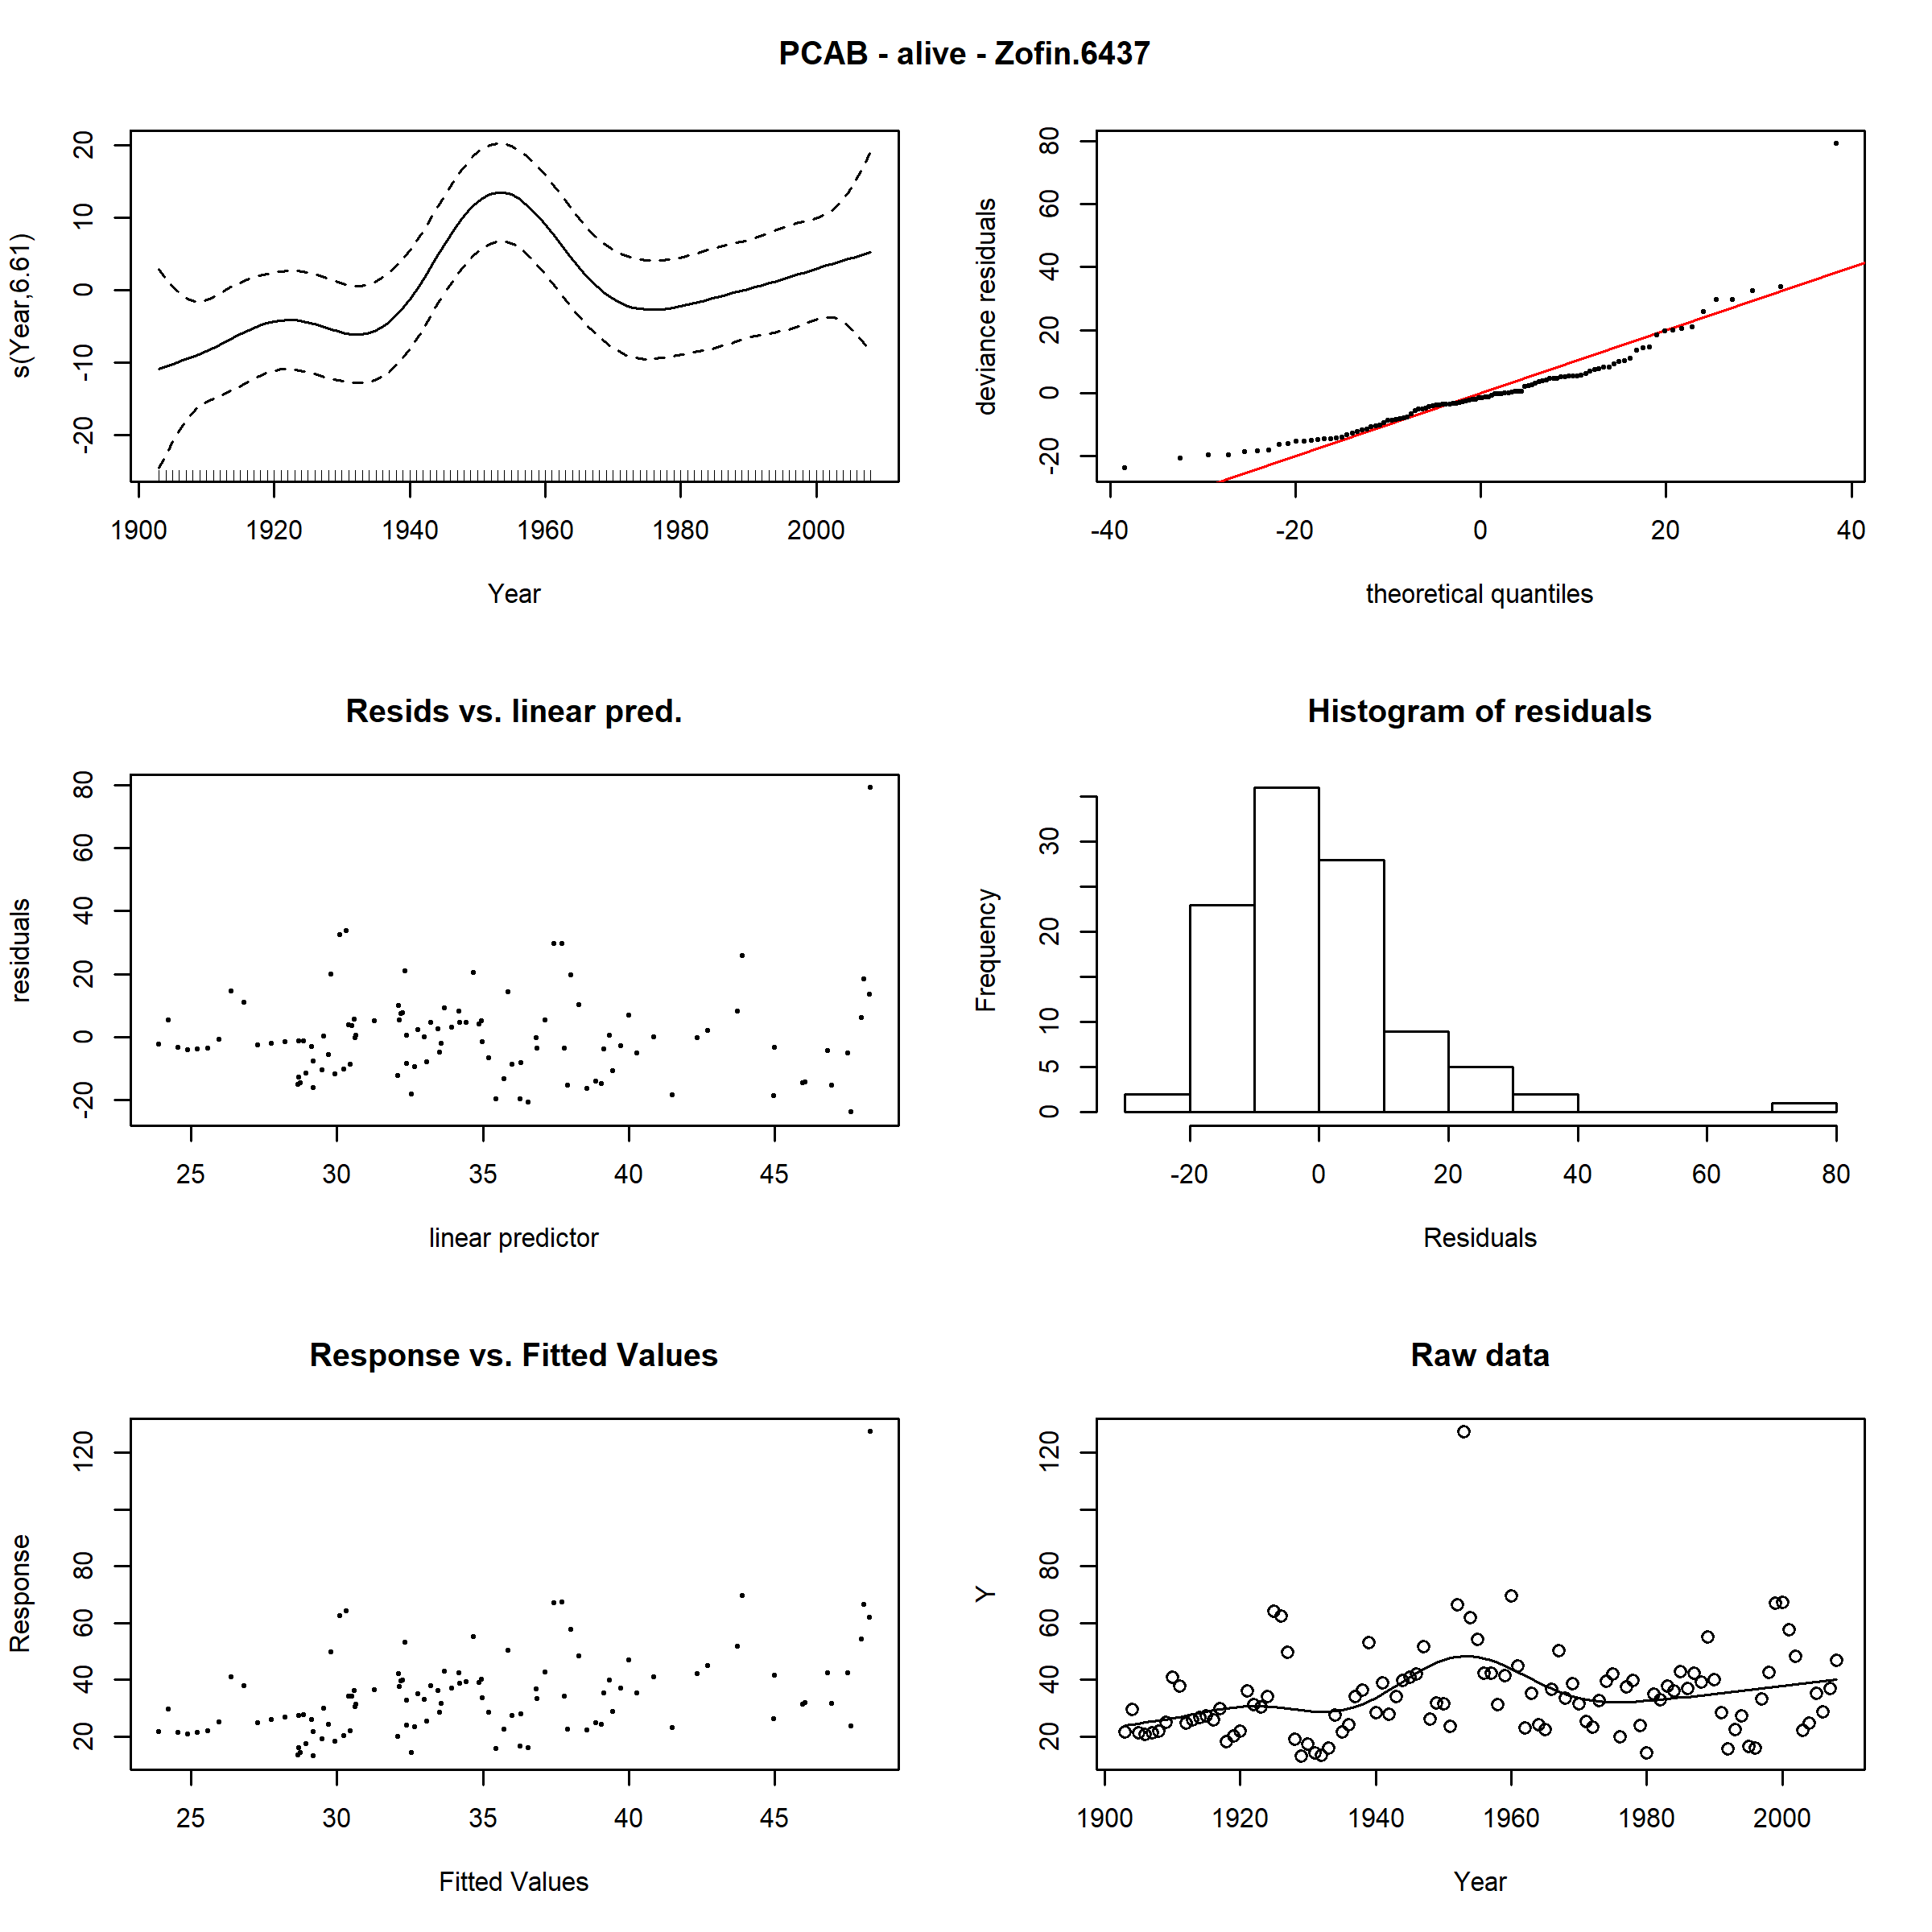 PCAB - alive - Zofin.6437
s(Year,6.61)
20
10
0
-10
-20
1900 1920 1940 1960 1980 2000
Year
deviance residuals
80
60
40
20
0
-20
-40 -20 0 20 40
theoretical quantiles
Resids vs. linear pred.
residuals
80
60
40
20
0
-20
25 30 35 40 45
linear predictor
Histogram of residuals
Frequency
30
20
10
5
0
-20 0 20 40 60 80
Residuals
Response vs. Fitted Values
Response
120
80
60
40
20
25 30 35 40 45
Fitted Values
Raw data
Y
120
80
60
40
20
1900 1920 1940 1960 1980 2000
Year